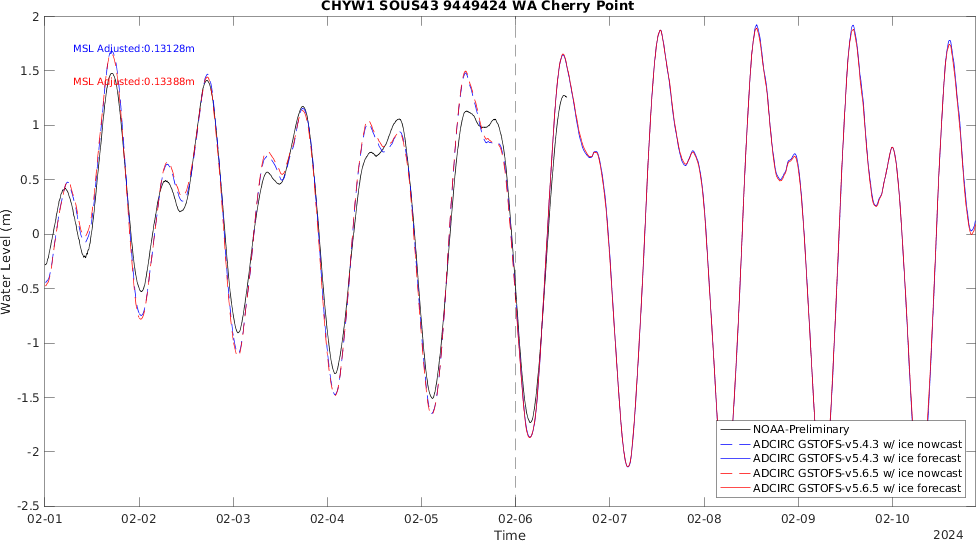 CHYW1 SOUS43 9449424 WA Cherry Point
MSL Adjusted:0.13128m
MSL Adjusted:0.13388m
Water Level (m)
2
1.5
1
0.5
0
-0.5
-1
-1.5
-2
-2.5
NOAA-Preliminary
ADCIRC GSTOFS-v5.4.3 w/ ice nowcast
ADCIRC GSTOFS-v5.4.3 w/ ice forecast
ADCIRC GSTOFS-v5.6.5 w/ ice nowcast
ADCIRC GSTOFS-v5.6.5 w/ ice forecast
02-01 02-02 02-03 02-04 02-05 02-06 02-07 02-08 02-09 02-10
Time
2024